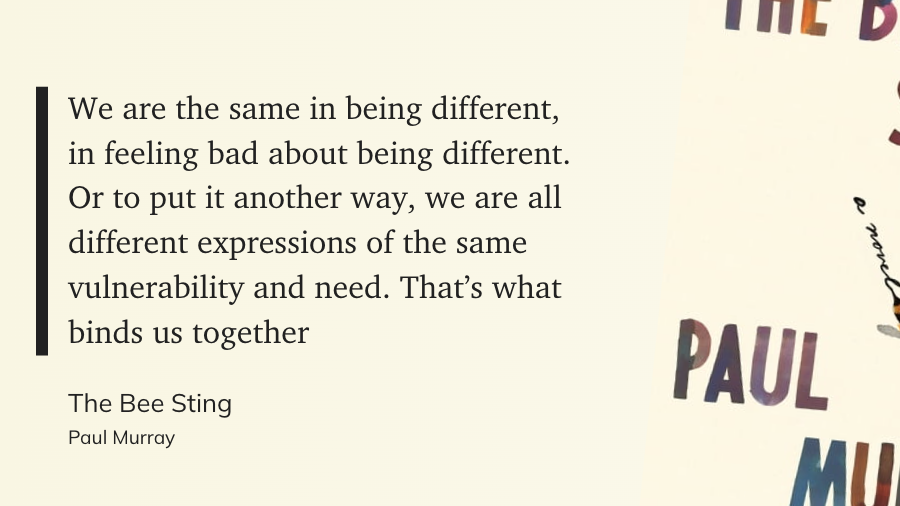 We are the same in being different,
in feeling bad about being different.
Or to put it another way, we are all
different expressions of the same
vulnerability and need. That’s what
binds us together
The Bee Sting
Paul Murray
THE B
S
a novel
PAUL
MU